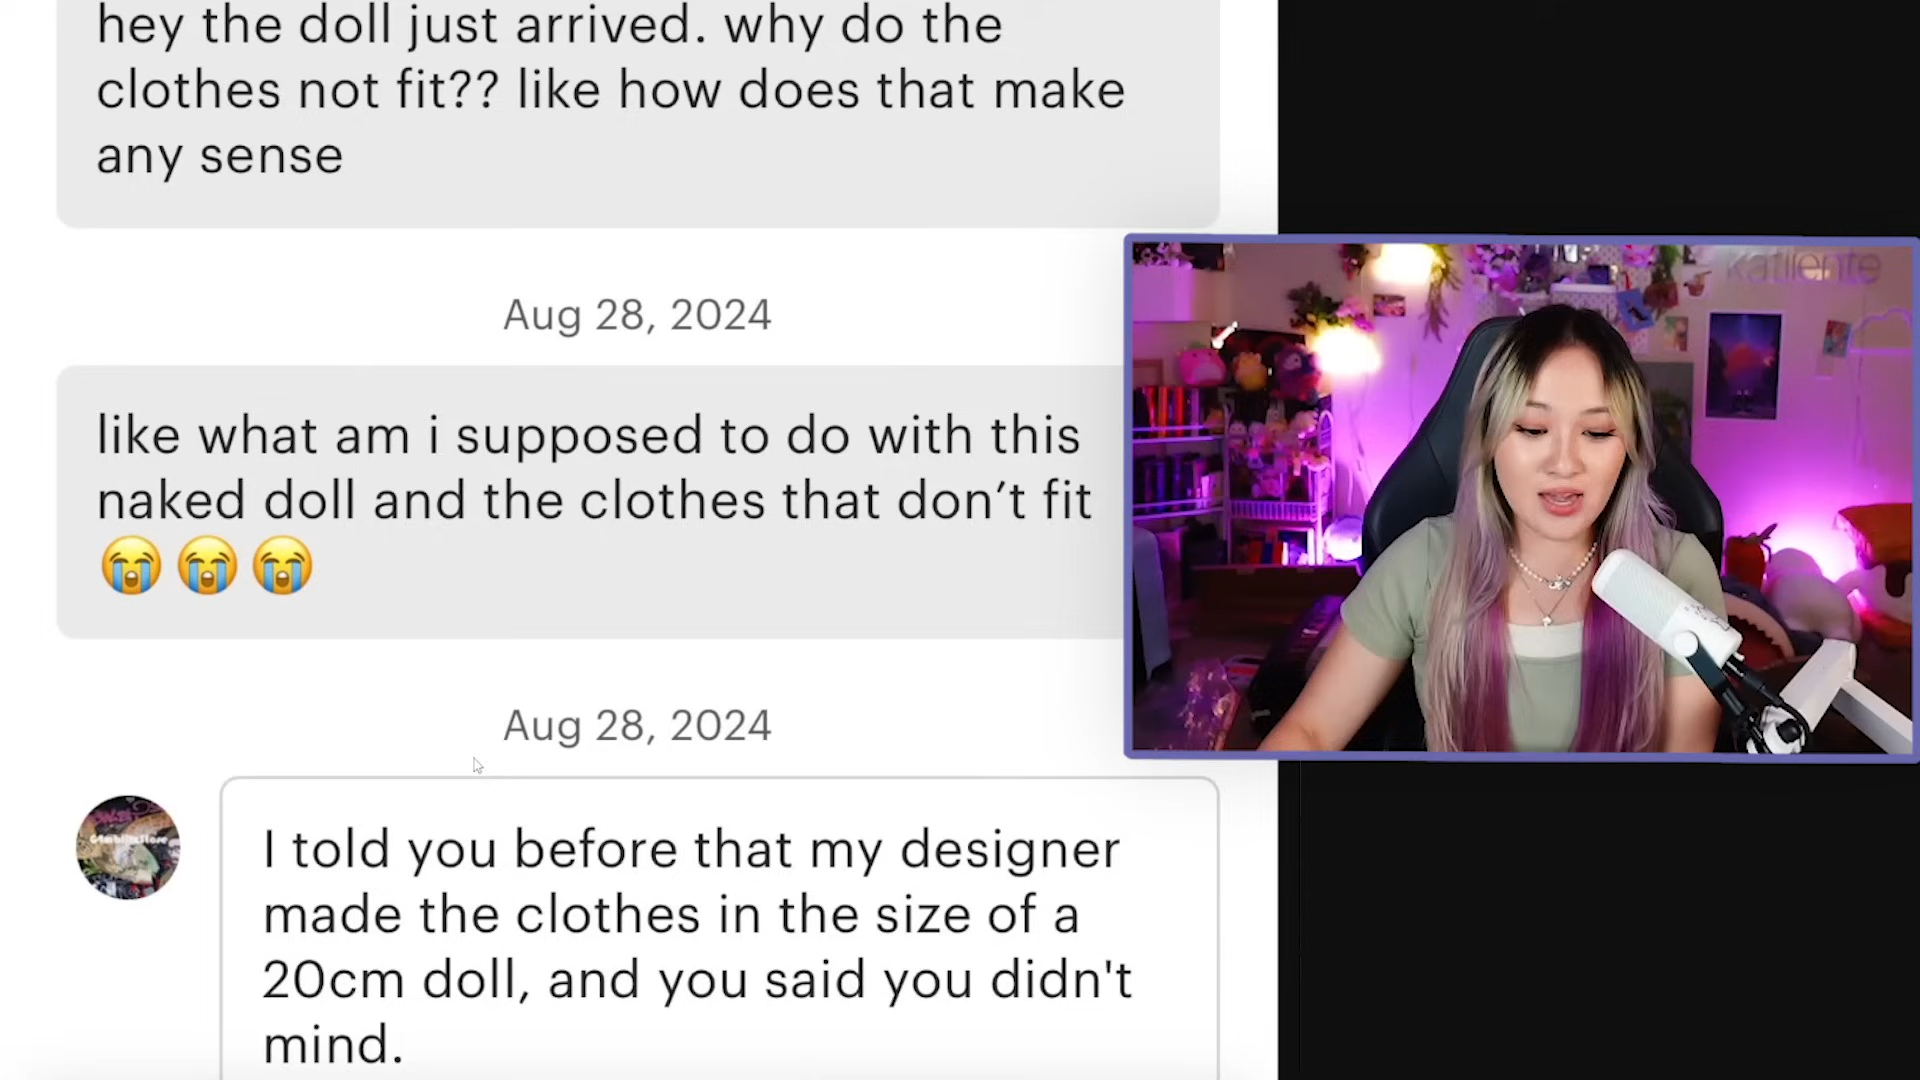 hey the doll just arrived. why do the
clothes not fit?? like how does that make
any sense
Aug 28, 2024
like what am i supposed to do with this
naked doll and the clothes that don’t fit
😭 😭 😭
Aug 28, 2024
I told you before that my designer
made the clothes in the size of a
20cm doll, and you said you didn't
mind.
katliente